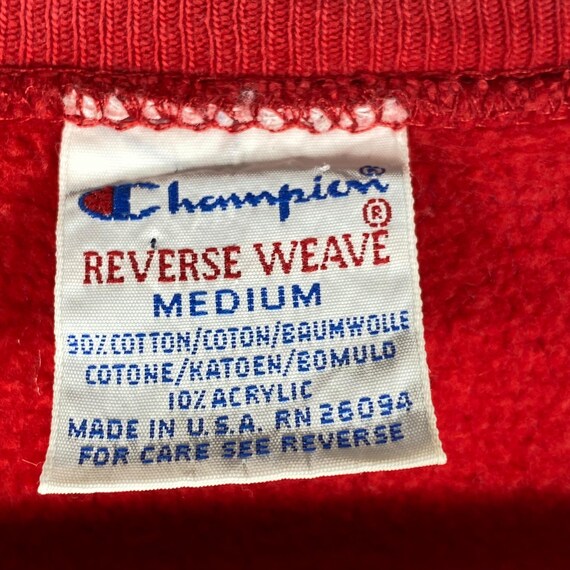 Champion®
REVERSE WEAVE®
MEDIUM
90% COTTON/COTON/BAUMWOLLE
COTONE/KATOEN/BOMULD
10% ACRYLIC
MADE IN U.S.A. RN 26094
FOR CARE SEE REVERSE